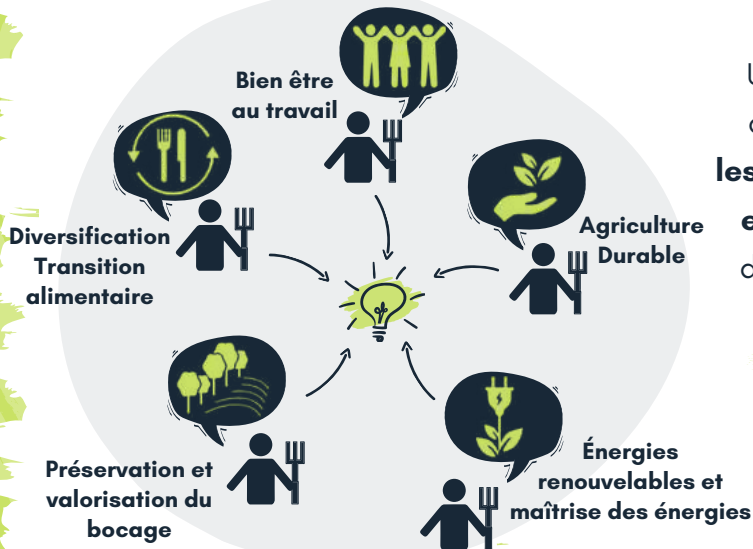 Bien être
au travail
Diversification
Transition
alimentaire
Agriculture
Durable
Préservation et
valorisation du
bocage
Énergies
renouvelables et
maîtrise des énergies
les
e